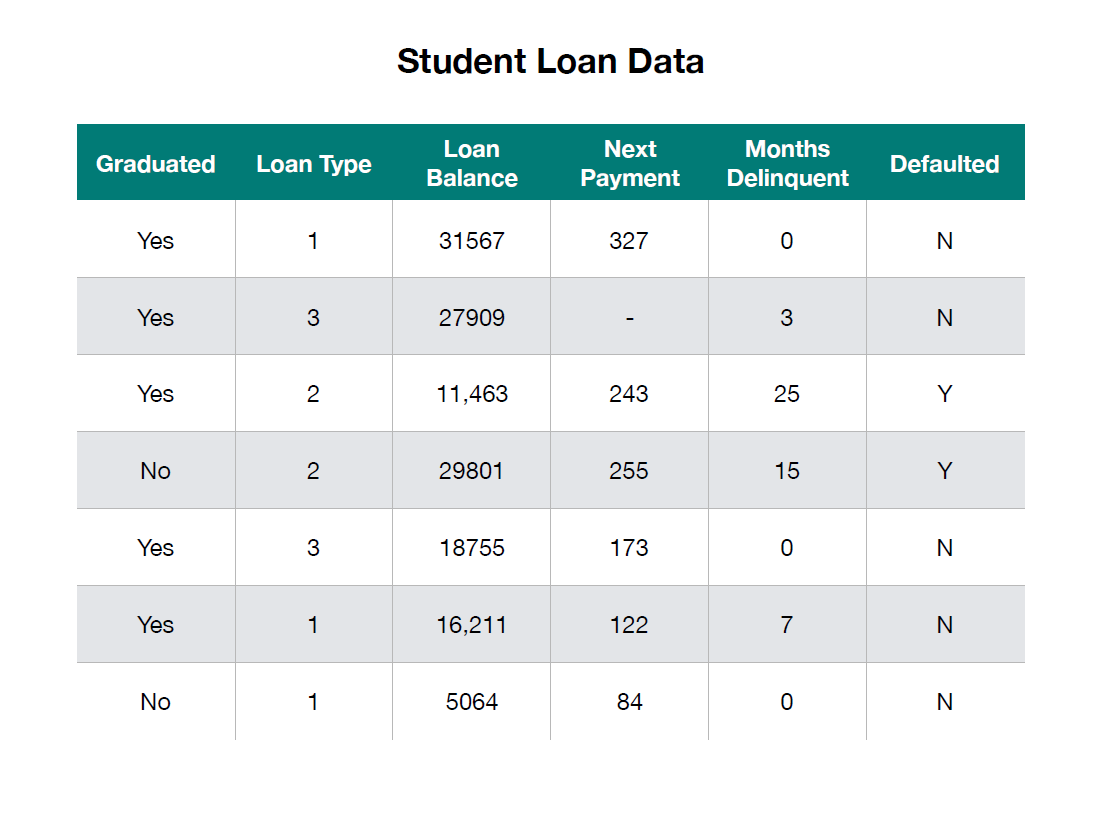 Student Loan Data
Graduated Loan Type Loan Balance Next Payment Months Delinquent Defaulted
Yes 1 31567 327 0 N
Yes 3 27909 - 3 N
Yes 2 11,463 243 25 Y
No 2 29801 255 15 Y
Yes 3 18755 173 0 N
Yes 1 16,211 122 7 N
No 1 5064 84 0 N